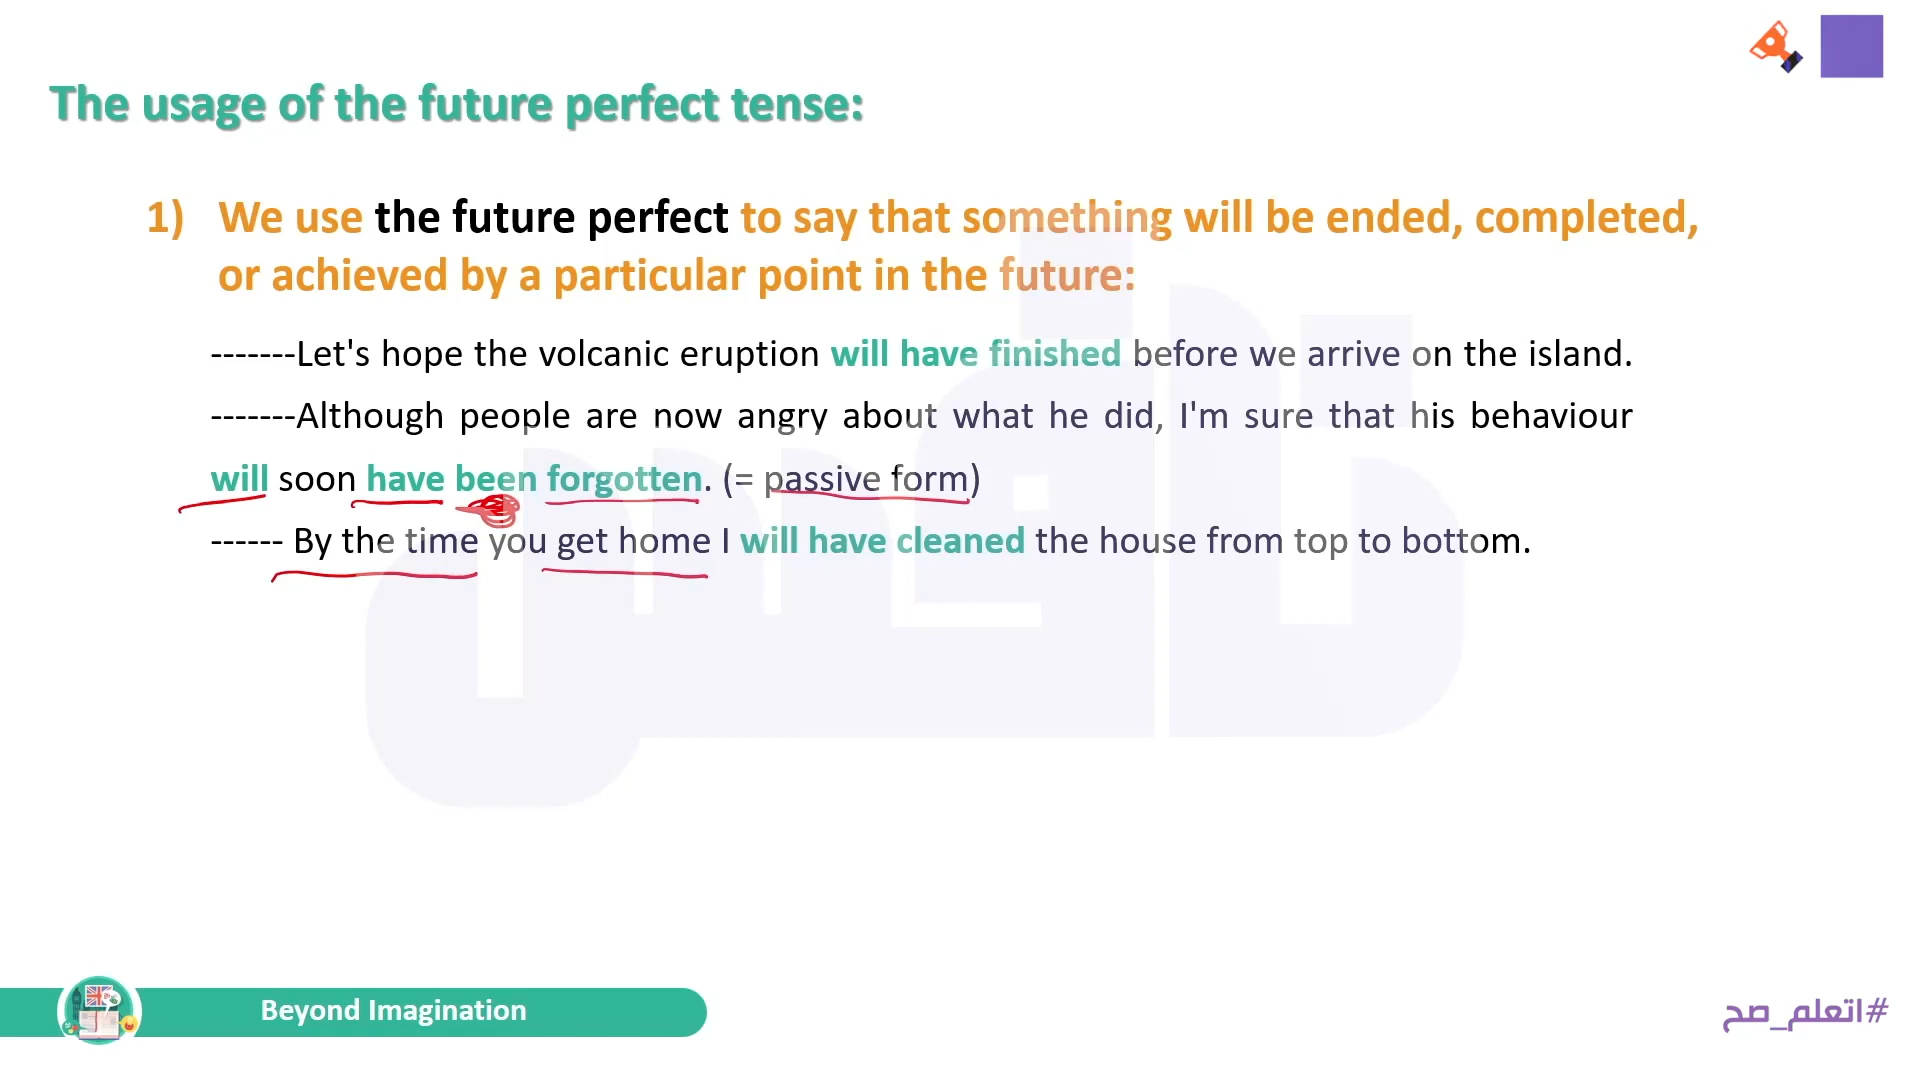 The usage of the future perfect tense:
1) We use the future perfect to say that something will be ended, completed,
or achieved by a particular point in the future:
-------Let's hope the volcanic eruption will have finished before we arrive on the island.
-------Although people are now angry about what he did, I'm sure that his behaviour
will soon have been forgotten. (= passive form)
------ By the time you get home I will have cleaned the house from top to bottom.
Beyond Imagination
#اتعلم_صح